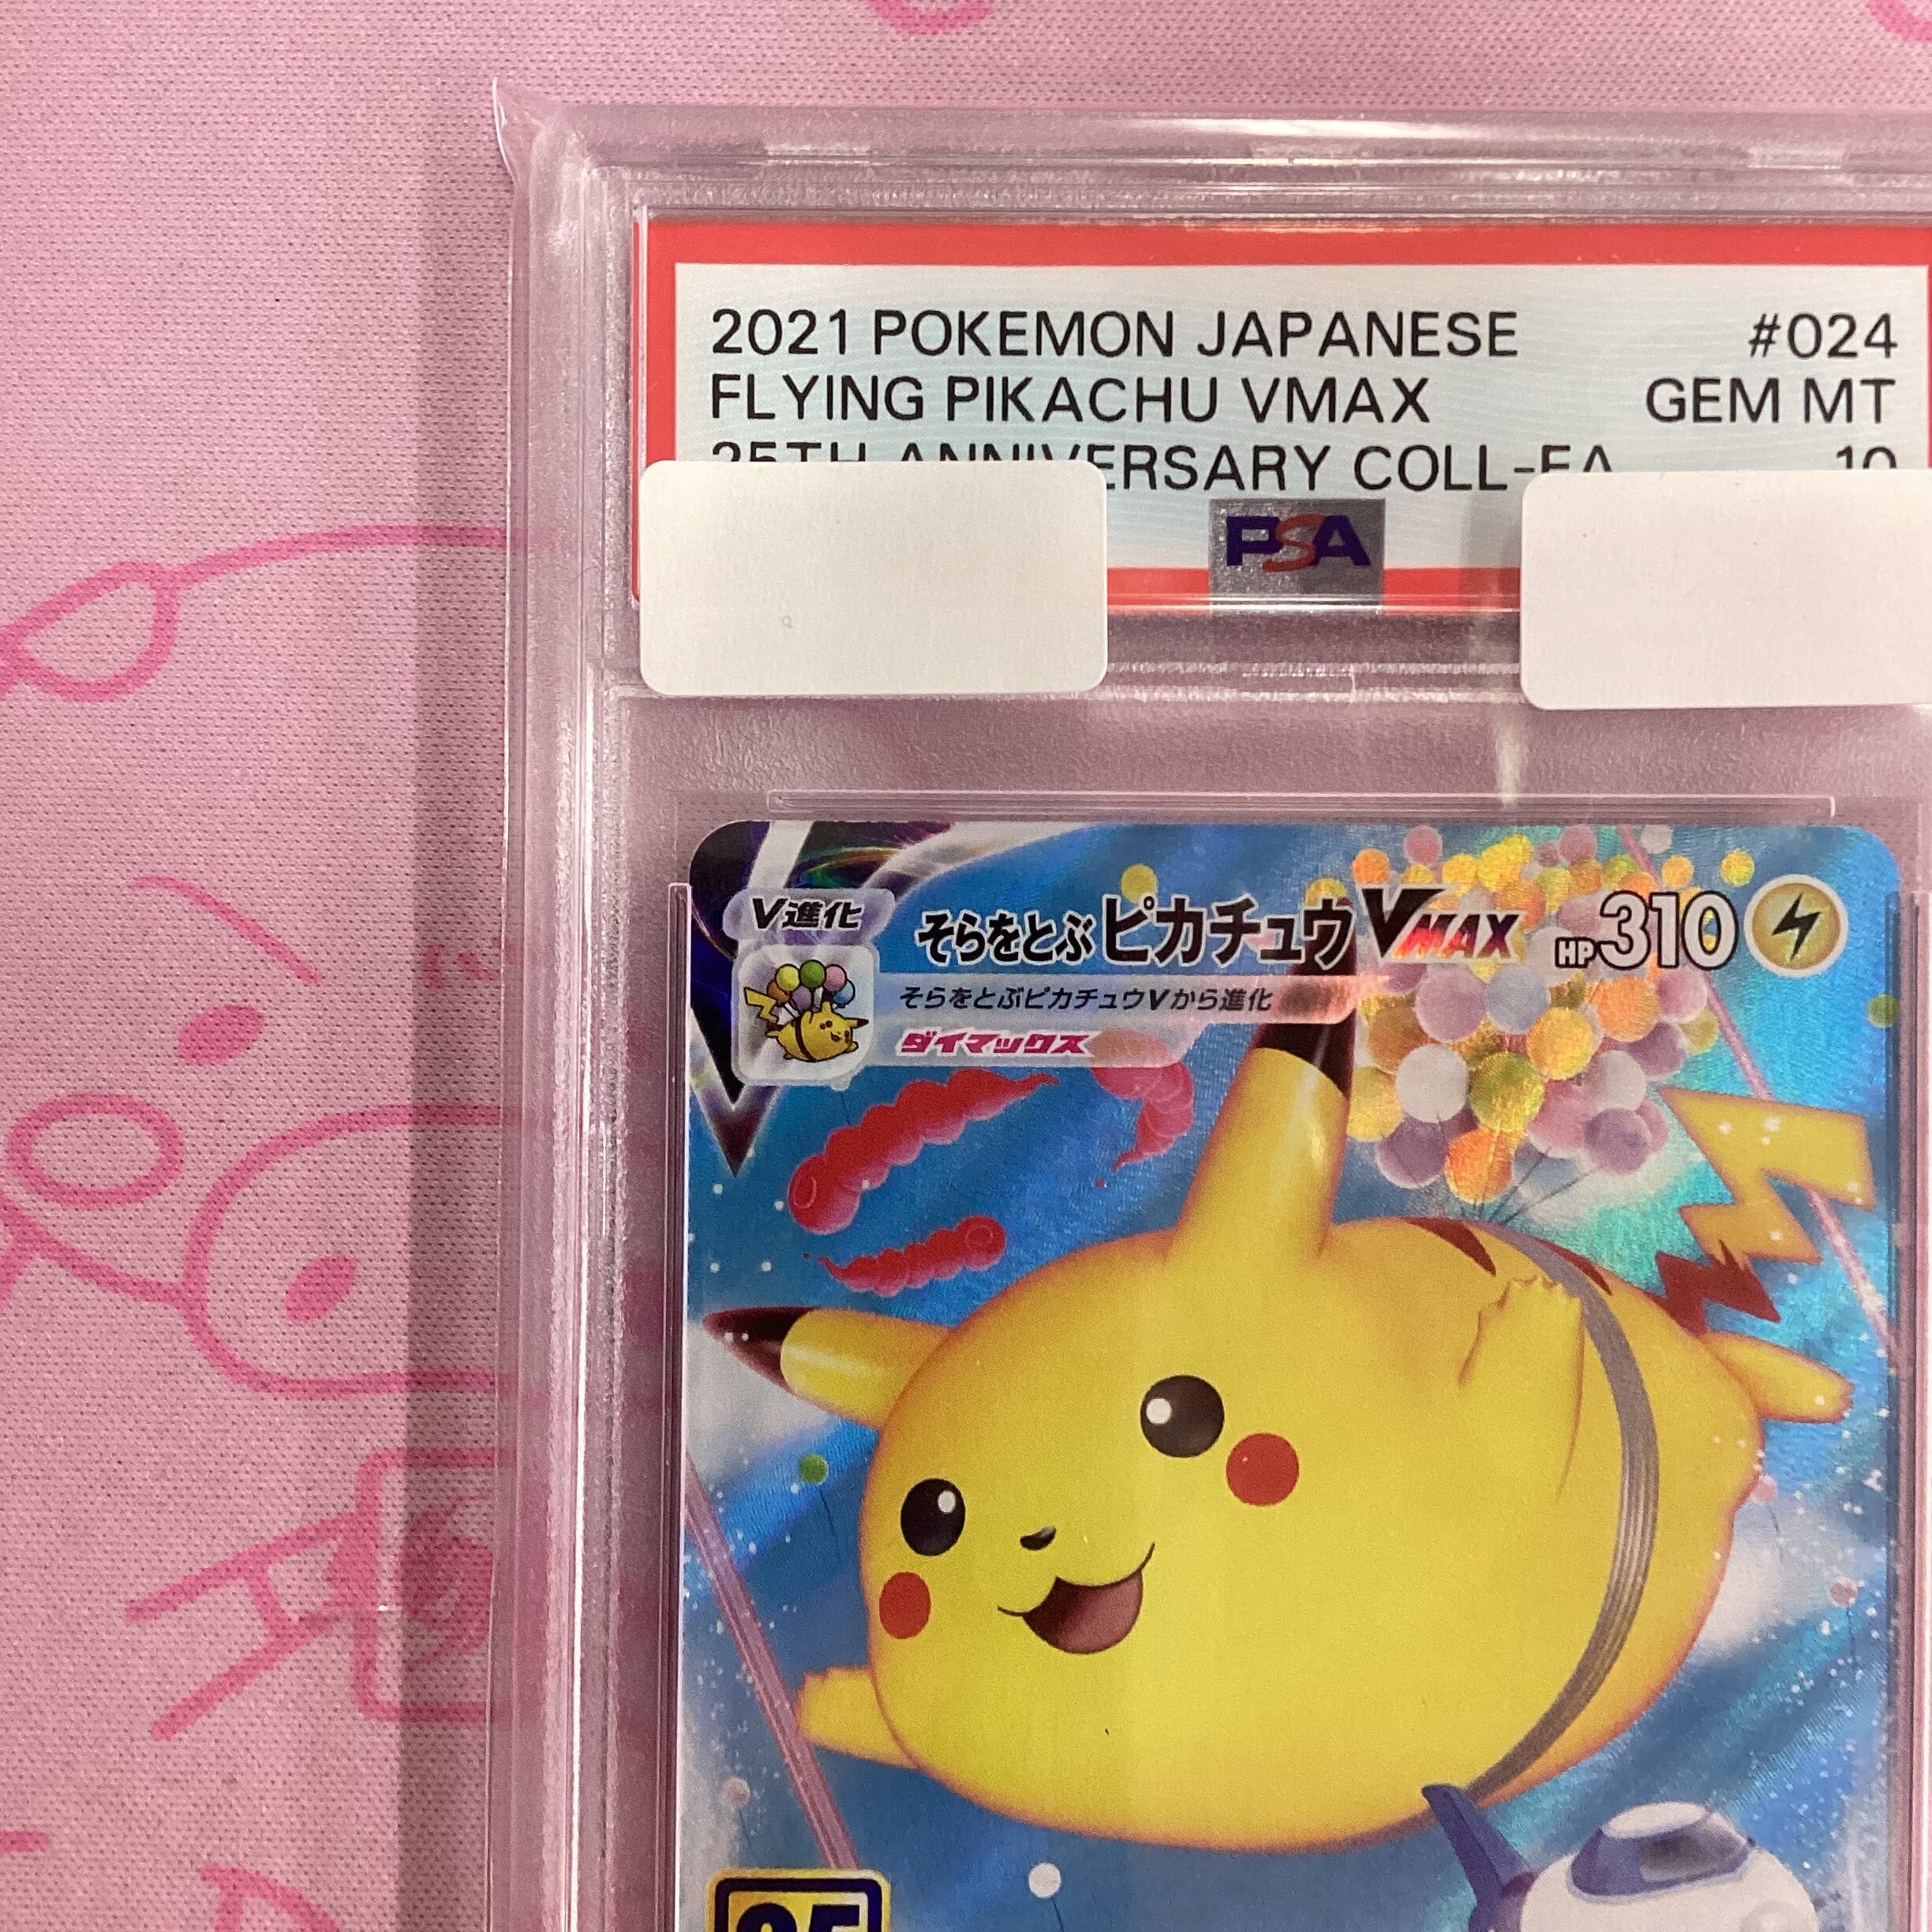 2021 POKEMON JAPANESE #024
FLYING PIKACHU VMAX GEM MT
25TH ANNIVERSARY COLL-EA 10
PSA
V進化
そらをとぶピカチュウVMAX HP310
そらをとぶピカチュウVから進化
ダイマックス
25